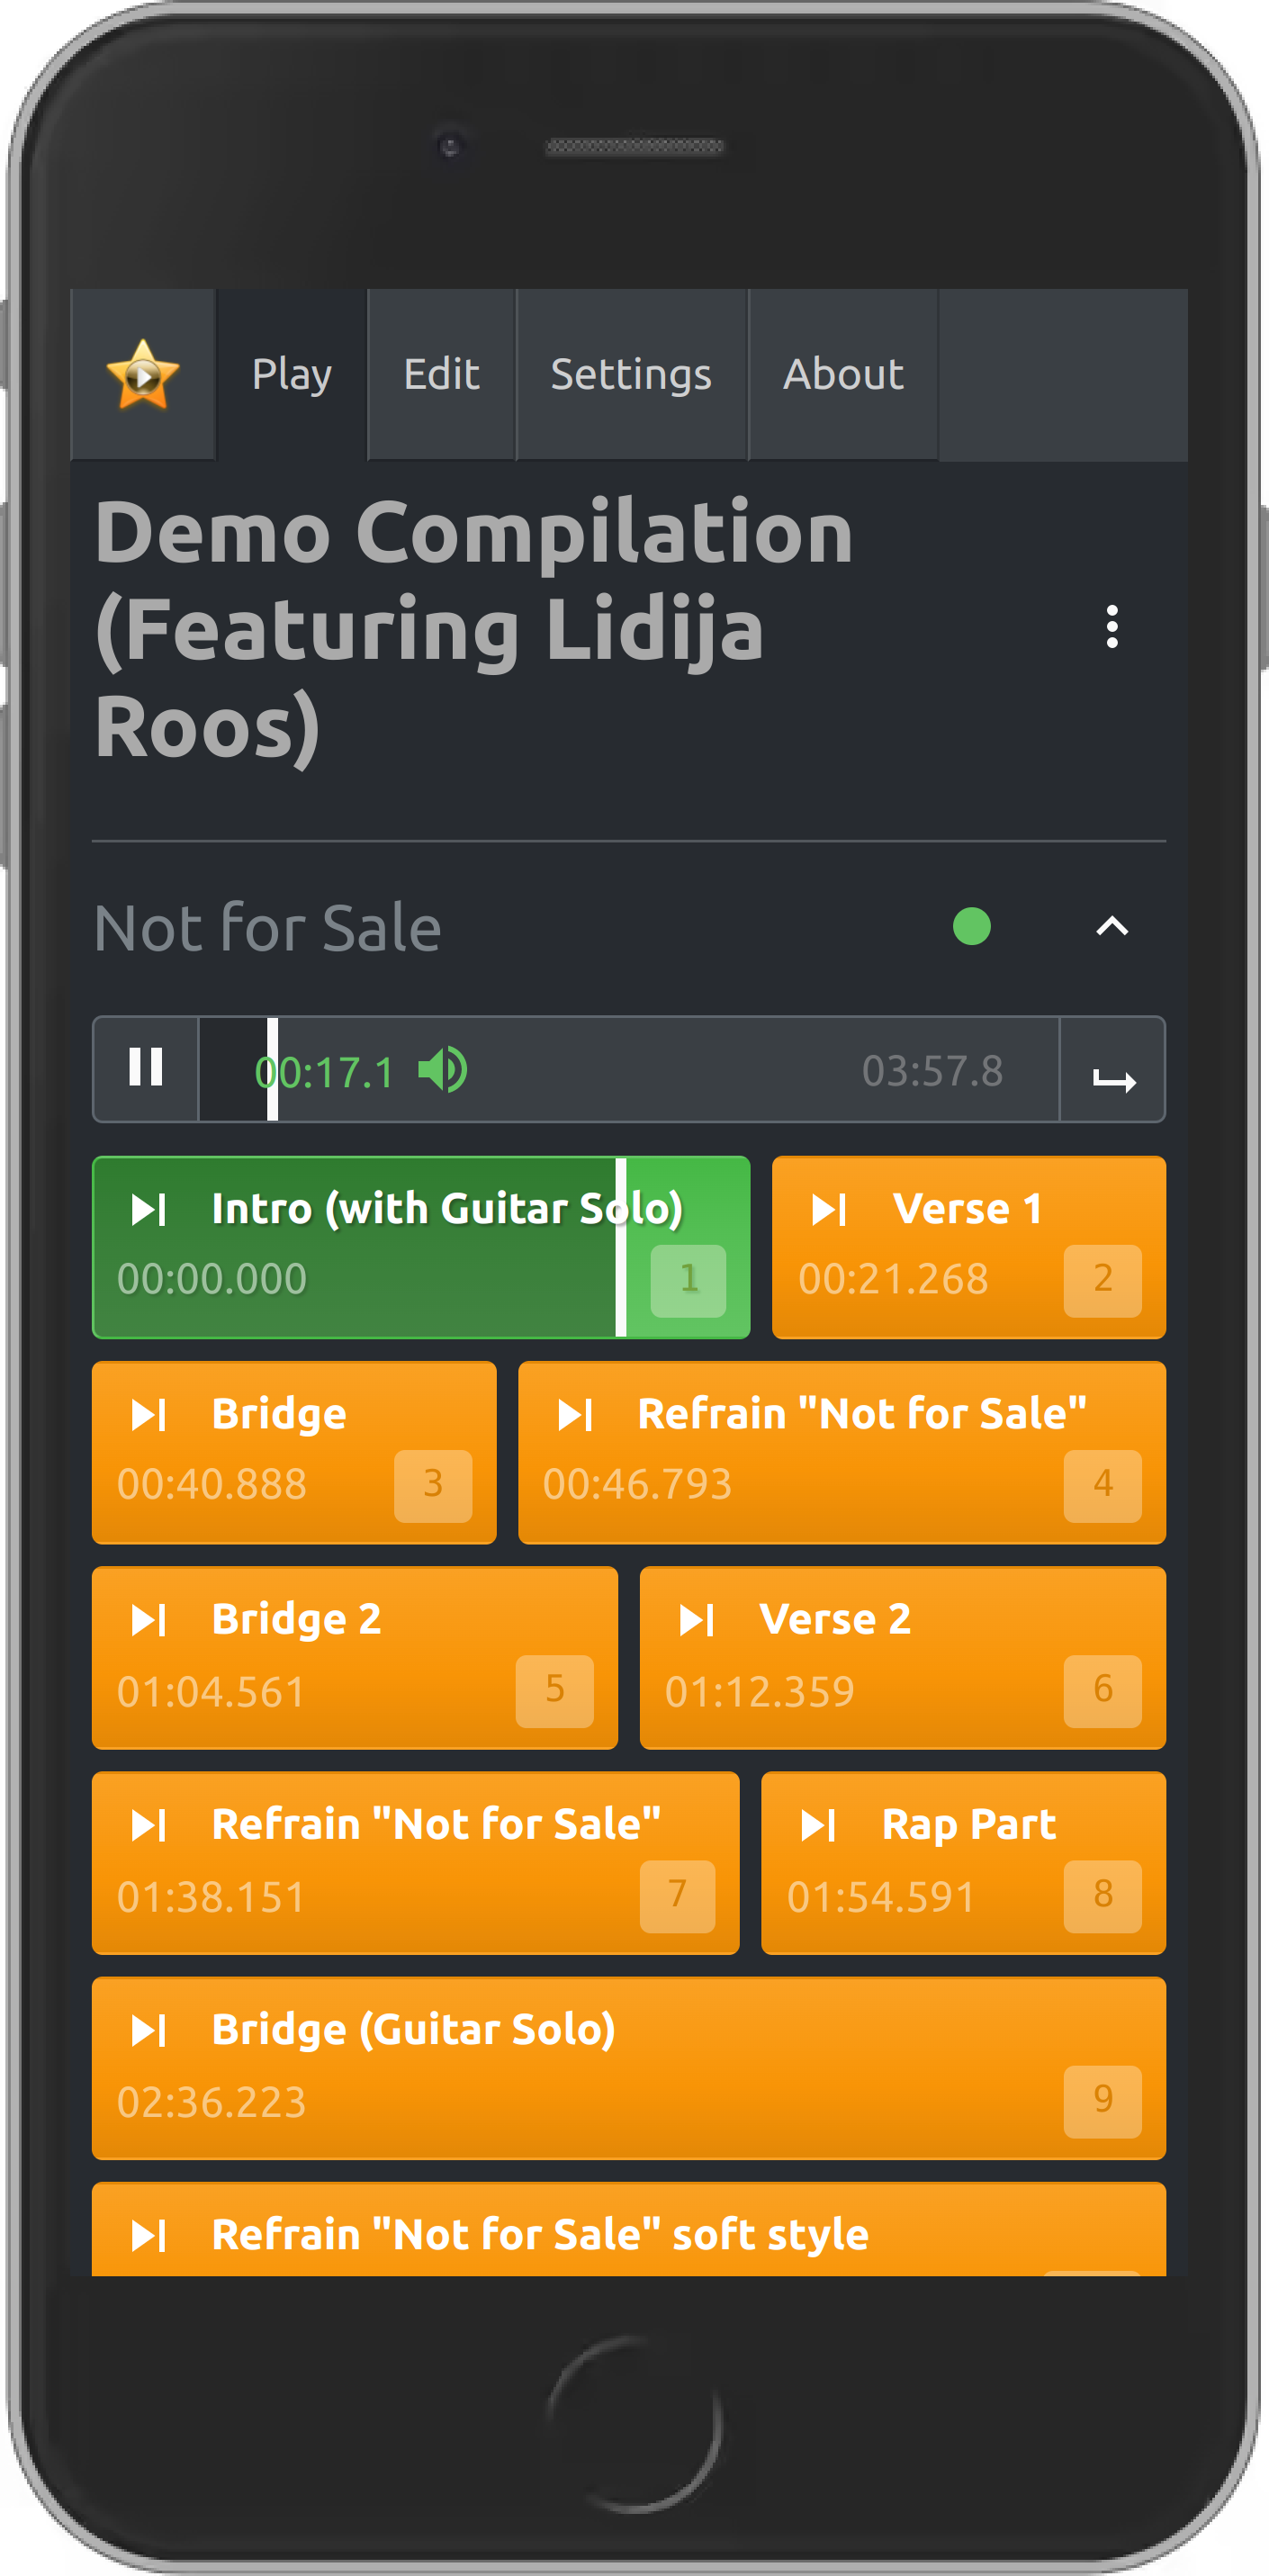 Play Edit Settings About
Demo Compilation
(Featuring Lidija
Roos)
Not for Sale
00:17.1 03:57.8
Intro (with Guitar Solo)
00:00.000 1
Verse 1
00:21.268 2
Bridge
00:40.888 3
Refrain "Not for Sale"
00:46.793 4
Bridge 2
01:04.561 5
Verse 2
01:12.359 6
Refrain "Not for Sale"
01:38.151 7
Rap Part
01:54.591 8
Bridge (Guitar Solo)
02:36.223 9
Refrain "Not for Sale" soft style